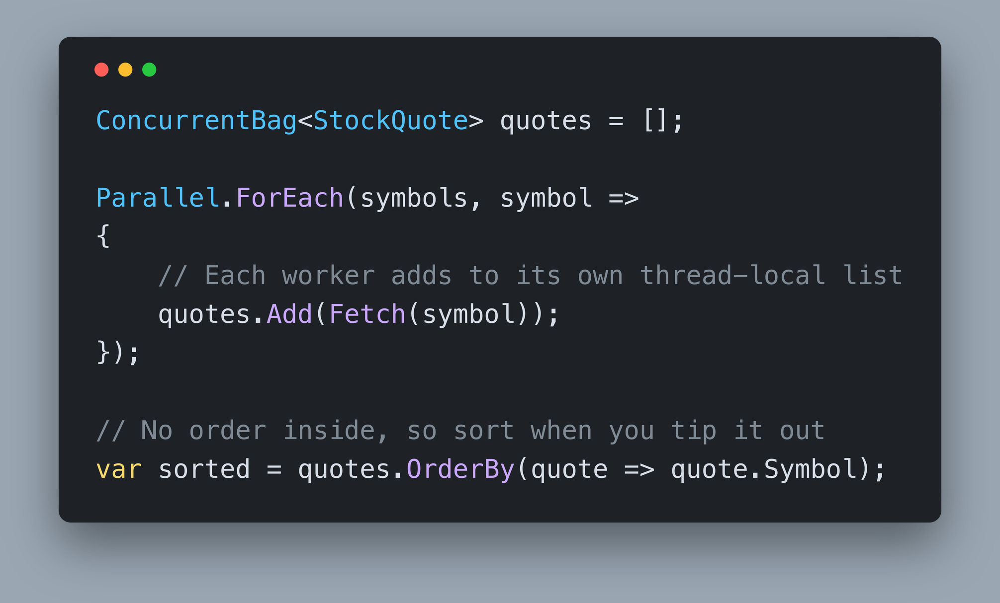 ConcurrentBag<StockQuote> quotes = [];
Parallel.ForEach(symbols, symbol =>
{
    // Each worker adds to its own thread-local list
    quotes.Add(Fetch(symbol));
});
// No order inside, so sort when you tip it out
var sorted = quotes.OrderBy(quote => quote.Symbol);